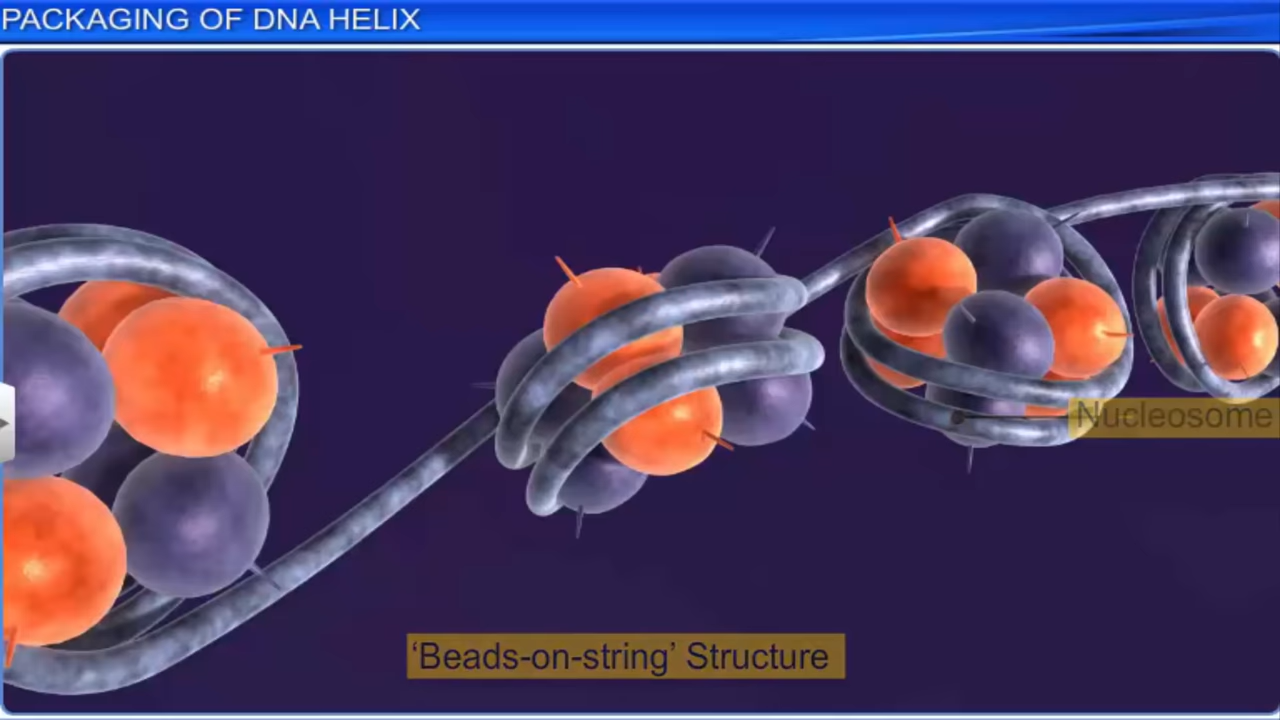 PACKAGING OF DNA HELIX
Nucleosome
‘Beads-on-string’ Structure